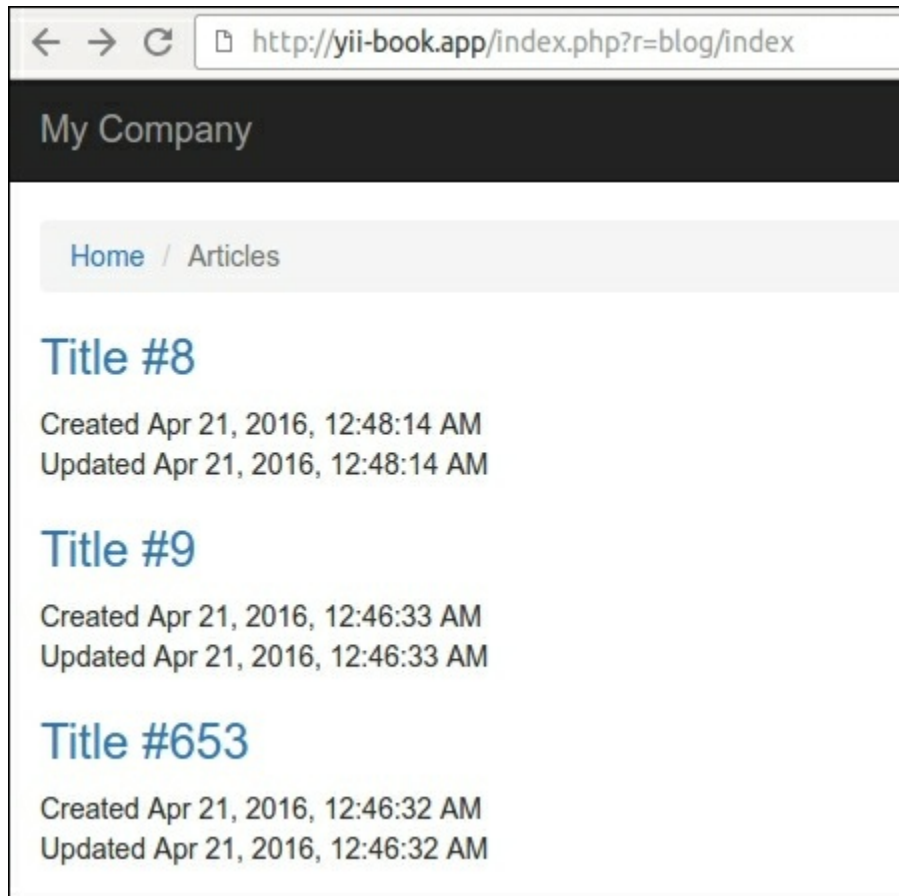 http://yii-book.app/index.php?r=blog/index
My Company
Home / Articles
Title #8
Created Apr 21, 2016, 12:48:14 AM
Updated Apr 21, 2016, 12:48:14 AM
Title #9
Created Apr 21, 2016, 12:46:33 AM
Updated Apr 21, 2016, 12:46:33 AM
Title #653
Created Apr 21, 2016, 12:46:32 AM
Updated Apr 21, 2016, 12:46:32 AM